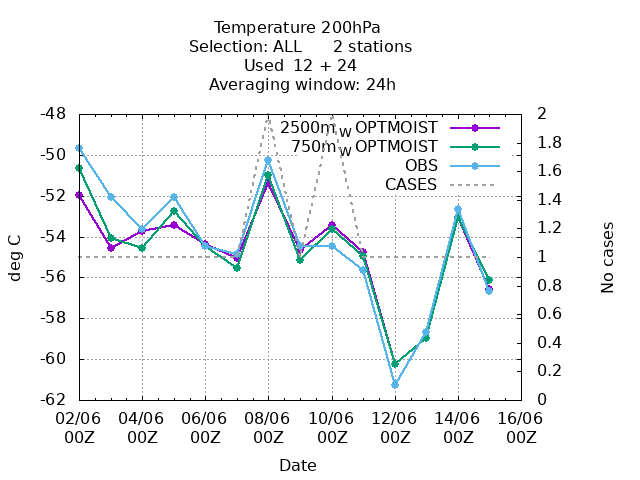 Temperature 200hPa
Selection: ALL 2 stations
Used 12 + 24
Averaging window: 24h
2500m_W OPTMOIST
750m_W OPTMOIST
OBS
CASES
-48
-50
-52
-54
-56
-58
-60
-62
2
1.8
1.6
1.4
1.2
1
0.8
0.6
0.4
0.2
0
deg C
No cases
02/06 04/06 06/06 08/06 10/06 12/06 14/06 16/06
00Z 00Z 00Z 00Z 00Z 00Z 00Z 00Z
Date